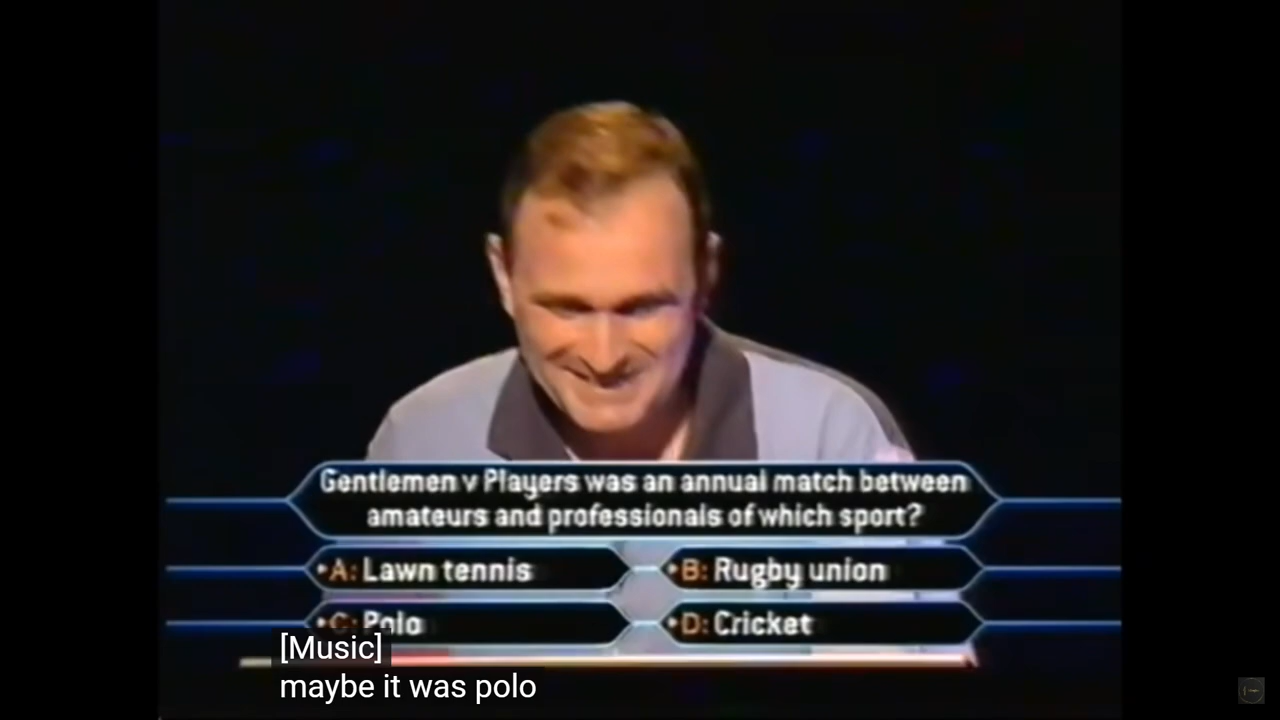 Gentlemen v Players was an annual match between
amateurs and professionals of which sport?
A: Lawn tennis
B: Rugby union
C: Polo
D: Cricket
[Music]
maybe it was polo